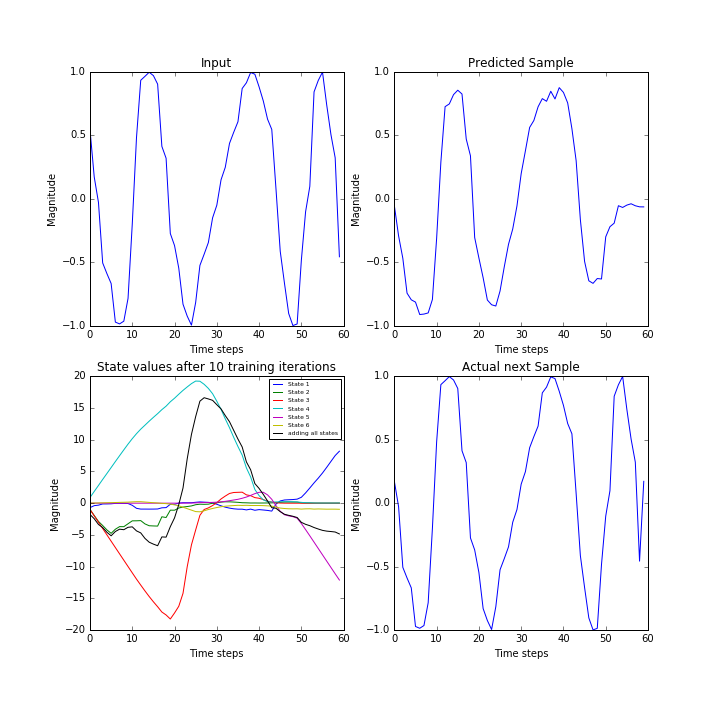 Input
1.0
0.5
0.0
−0.5
−1.0
Magnitude
0 10 20 30 40 50 60
Time steps
Predicted Sample
1.0
0.5
0.0
−0.5
−1.0
Magnitude
0 10 20 30 40 50 60
Time steps
State values after 10 training iterations
20
15
10
5
0
−5
−10
−15
−20
Magnitude
State 1
State 2
State 3
State 4
State 5
State 6
adding all states
0 10 20 30 40 50 60
Time steps
Actual next Sample
1.0
0.5
0.0
−0.5
−1.0
Magnitude
0 10 20 30 40 50 60
Time steps